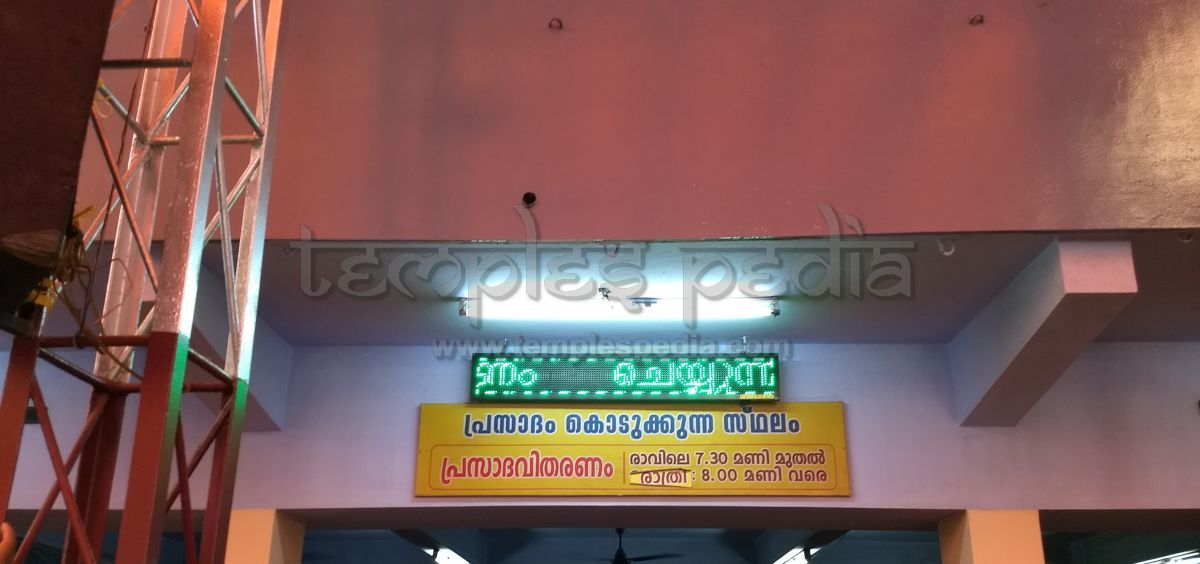 Temples Pedia
www.templespedia.com
ണം ചെയ്യുന്ന
പ്രസാദം കൊടുക്കുന്ന സ്ഥലം
പ്രസാദവിതരണം
രാവിലെ 7.30 മണി മുതൽ
രാത്രി : 8.00 മണി വരെ